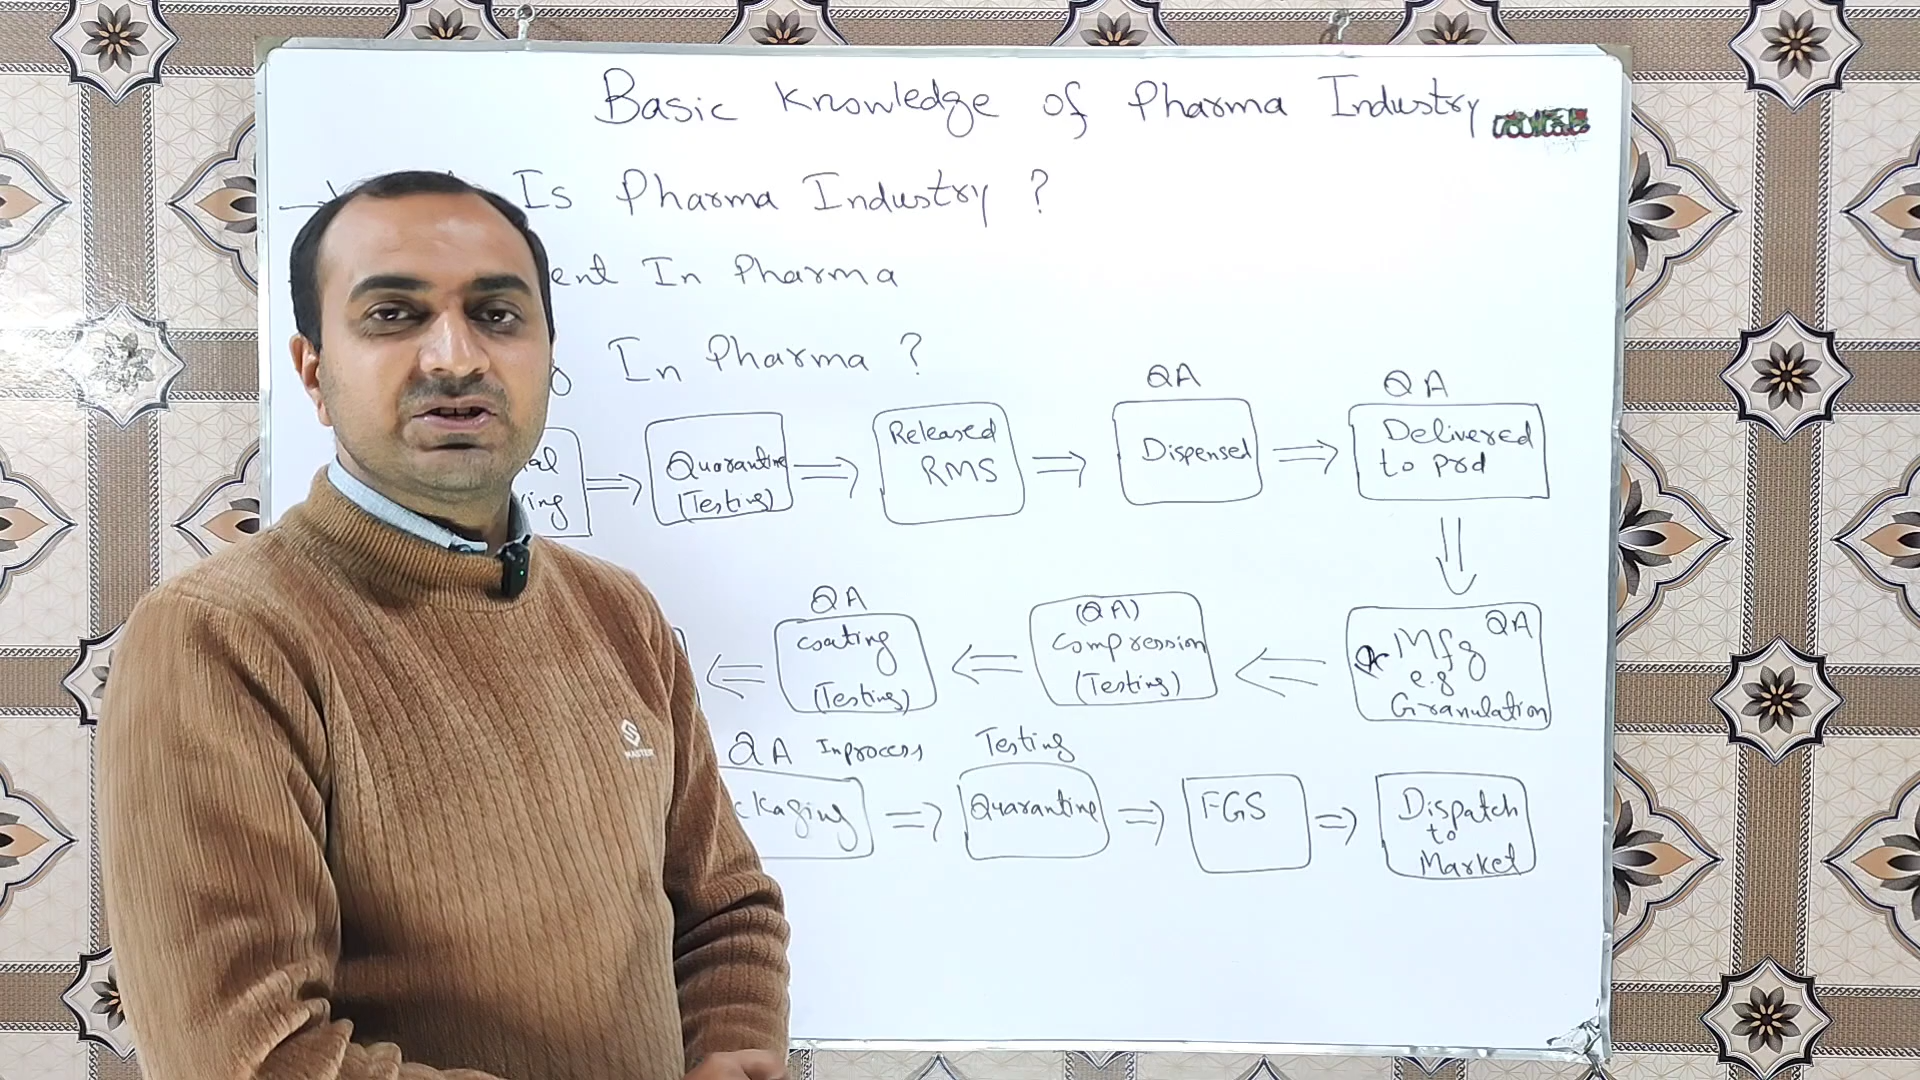 Basic Knowledge of Pharma Industry
Is Pharma Industry ?
ent In Pharma
In Pharma ?
QA
QA
Quarantine
(Testing)
Released
RMS
Dispensed
Delivered
to prd
QA
coating
(Testing)
(QA)
Compression
(Testing)
Mfg QA
e.g
Granulation
QA Inprocess
Testing
ckaging
Quarantine
FGS
Dispatch
to
Market
MASTER